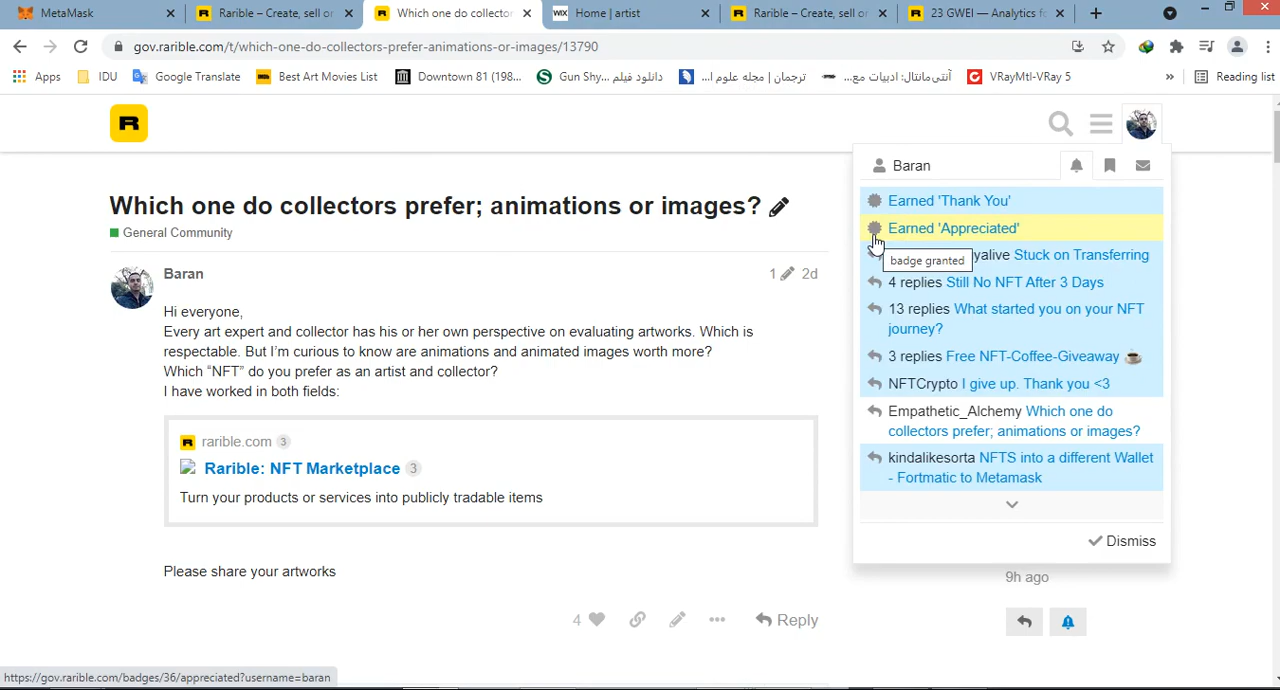 MetaMask
Rarible – Create, sell or
Which one do collector
WIX Home | artist
Rarible – Create, sell or
23 GWEI — Analytics fo
gov.rarible.com/t/which-one-do-collectors-prefer-animations-or-images/13790
Apps
IDU
Google Translate
Best Art Movies List
Downtown 81 (198...
دانلود فیلم Gun Shy...
ترجمان | مجله علوم ا...
آنتی‌مانتال: ادبیات مع...
VRayMtl-VRay 5
»
Reading list
R
Baran
Earned 'Thank You'
Earned 'Appreciated'
badge granted
yalive Stuck on Transferring
4 replies Still No NFT After 3 Days
13 replies What started you on your NFT
journey?
3 replies Free NFT-Coffee-Giveaway
NFTCrypto I give up. Thank you <3
Empathetic_Alchemy Which one do
collectors prefer; animations or images?
kindalikesorta NFTS into a different Wallet
- Fortmatic to Metamask
Dismiss
9h ago
Which one do collectors prefer; animations or images?
General Community
Baran
1 2d
Hi everyone,
Every art expert and collector has his or her own perspective on evaluating artworks. Which is
respectable. But I'm curious to know are animations and animated images worth more?
Which “NFT” do you prefer as an artist and collector?
I have worked in both fields:
R rarible.com 3
Rarible: NFT Marketplace 3
Turn your products or services into publicly tradable items
Please share your artworks
4
Reply
https://gov.rarible.com/badges/36/appreciated?username=baran